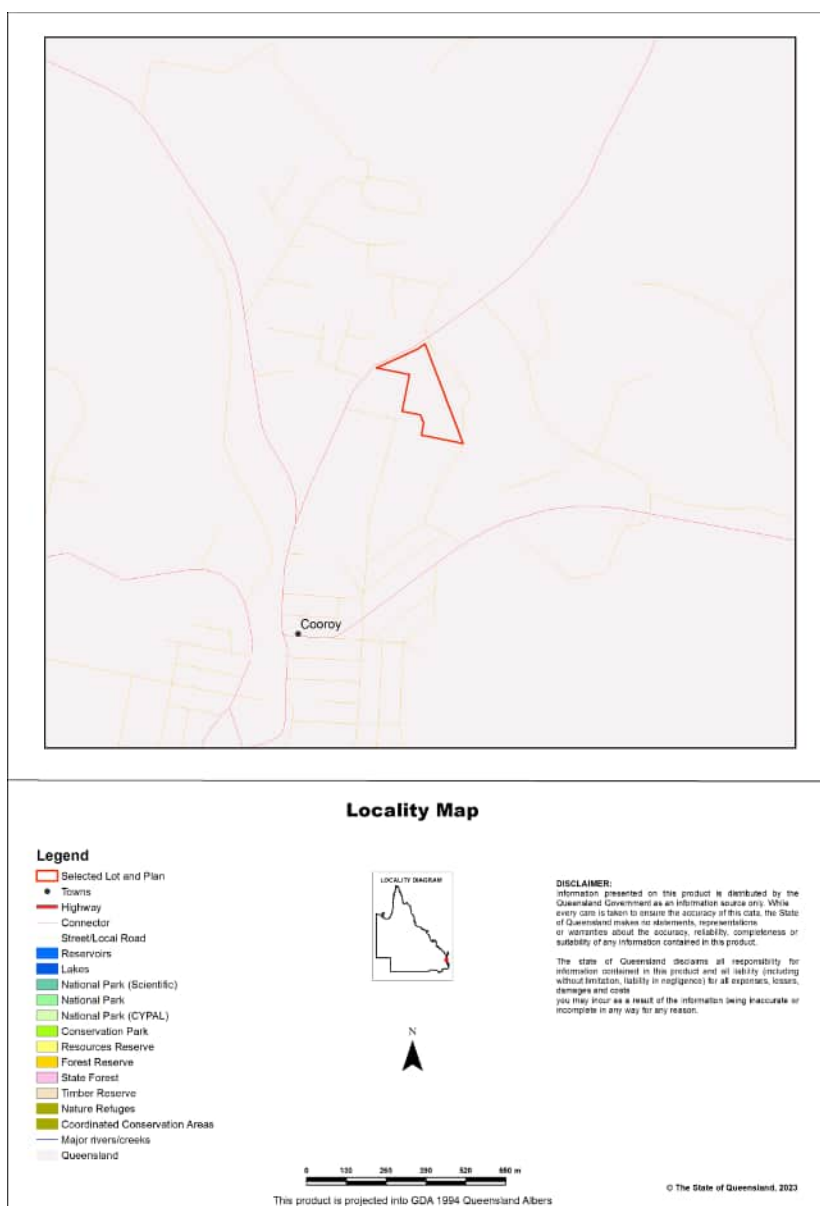 Cooroy
Locality Map
Legend
Selected Lot and Plan
Towns
Highway
Connector
Street/Local Road
Reservoirs
Lakes
National Park (Scientific)
National Park
National Park (CYPAL)
Conservation Park
Resources Reserve
Forest Reserve
State Forest
Timber Reserve
Nature Refuges
Coordinated Conservation Areas
Major rivers/creeks
Queensland
LOCALITY DIAGRAM
N
0 130 260 390 520 650 m
This product is projected into GDA 1994 Queensland Albers
DISCLAIMER:
Information presented on this product is distributed by the
Queensland Government as an information source only. While
every care is taken to ensure the accuracy of this data, the State
of Queensland makes no statements, representations
or warranties about the accuracy, reliability, completeness or
suitability of any information contained in this product.
The state of Queensland disclaims all responsibility for
information contained in this product and all liability (including
without limitation, liability in negligence) for all expenses, losses,
damages and costs
you may incur as a result of the information being inaccurate or
incomplete in any way for any reason.
© The State of Queensland, 2023